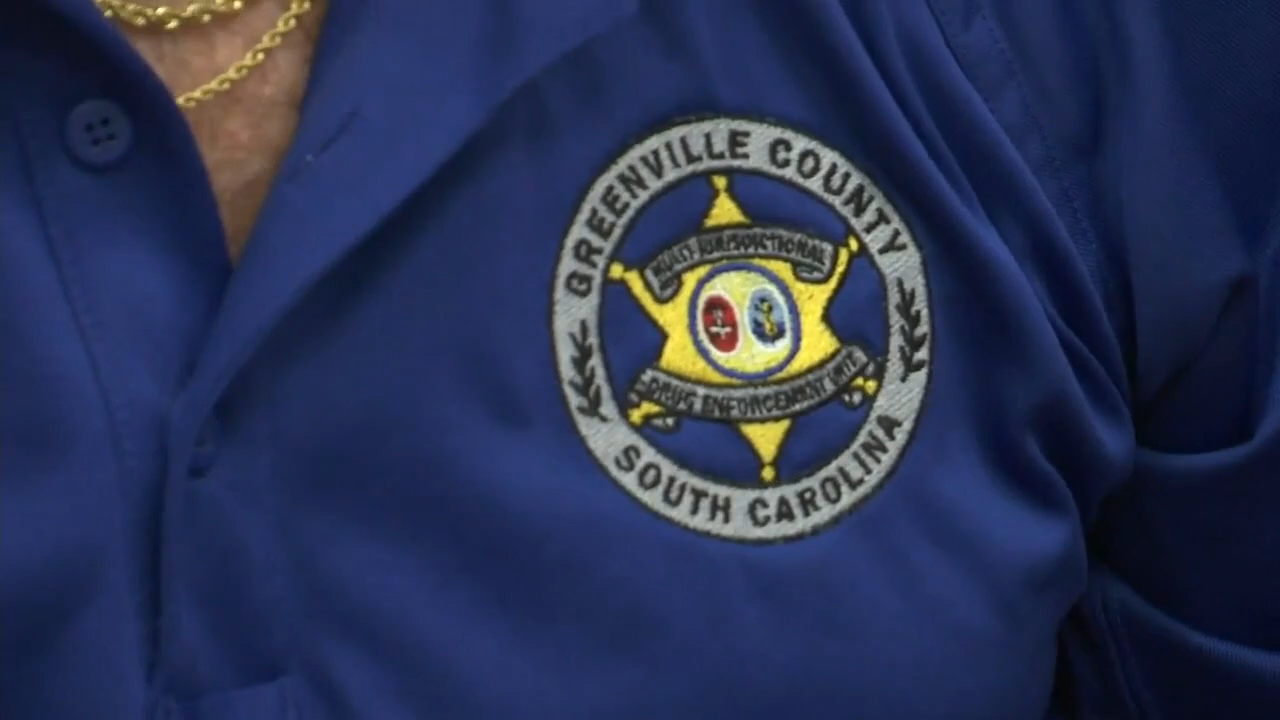 GREENVILLE COUNTY
MULTI JURISDICTIONAL
DRUG ENFORCEMENT UNIT
SOUTH CAROLINA